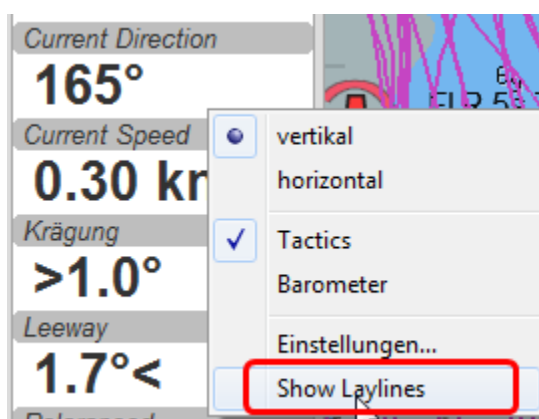 Current Direction
165°
Current Speed
0.30 kr
Krägung
>1.0°
Leeway
1.7°<
vertikal
horizontal
Tactics
Barometer
Einstellungen...
Show Laylines